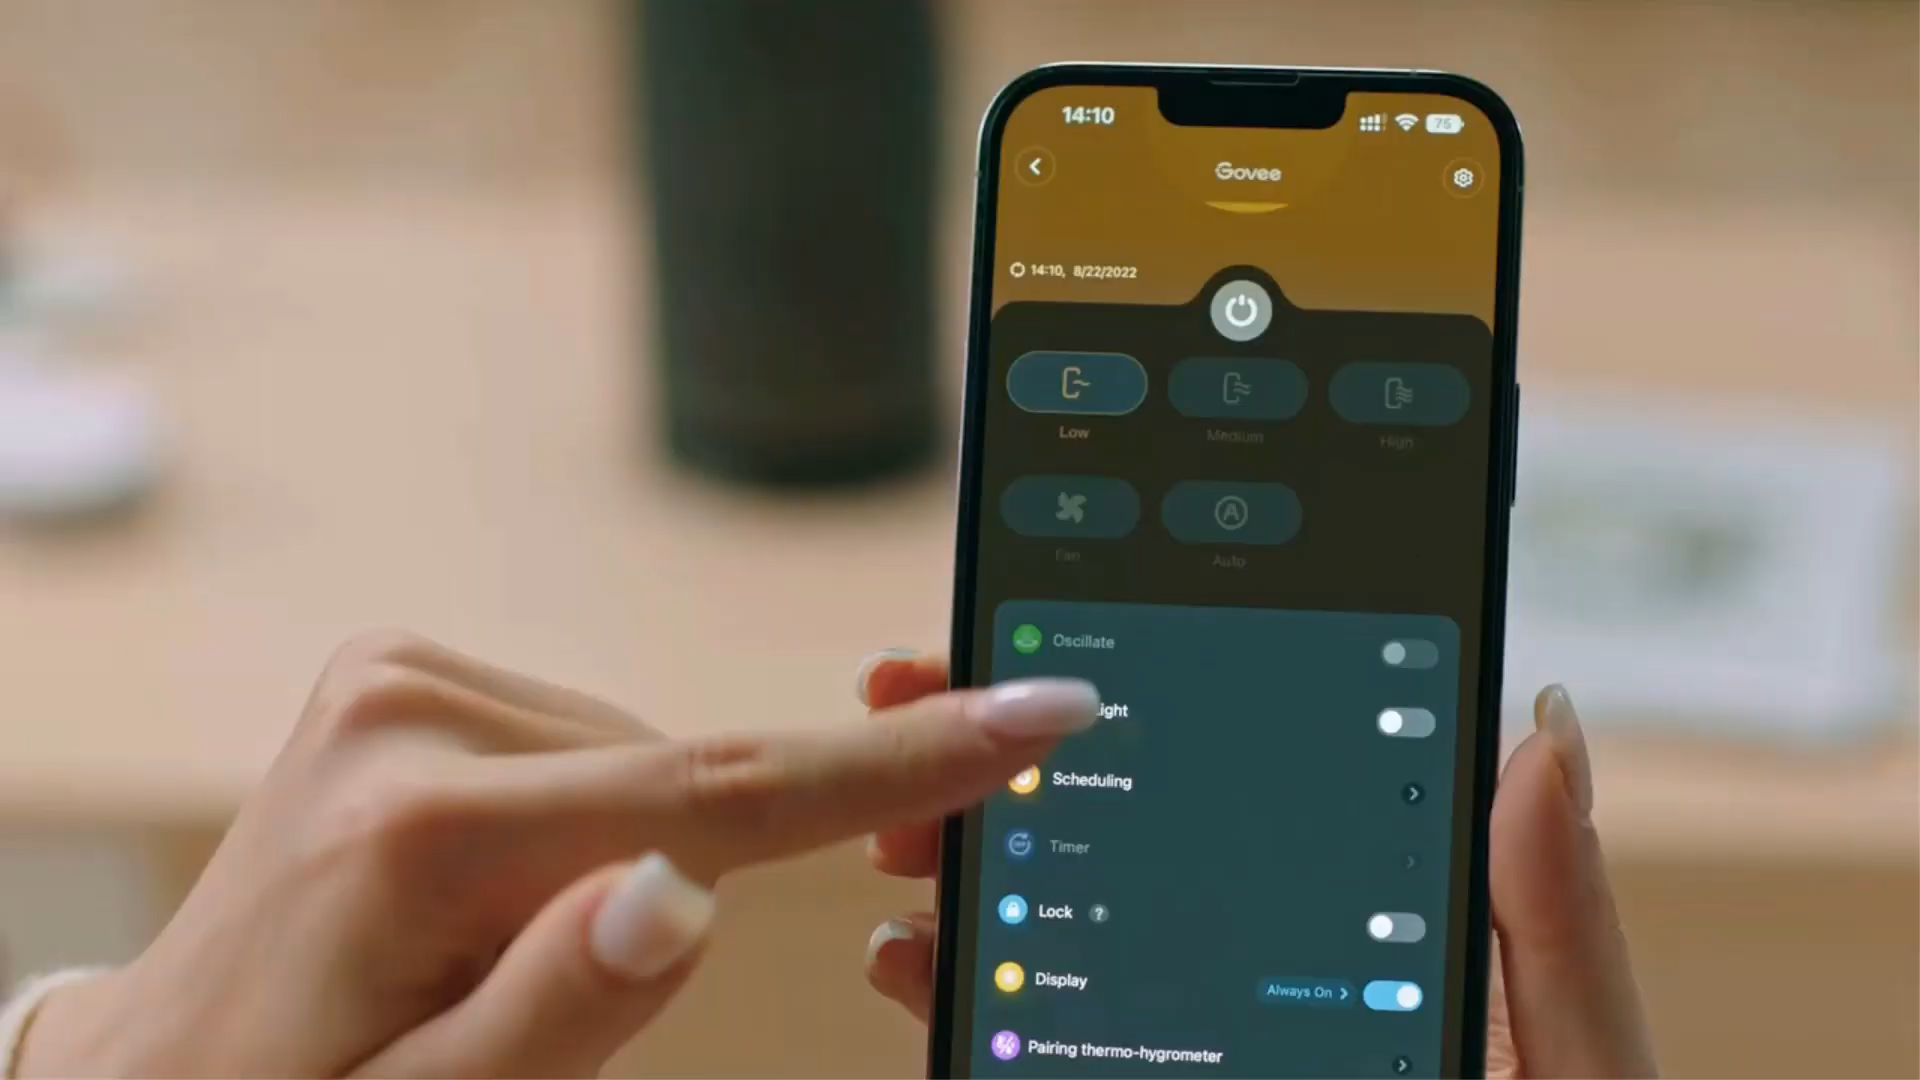 14:10
75
Govee
14:10, 8/22/2022
Low
Medium
High
A
Fan
Auto
Oscillate
Scheduling
Timer
Lock ?
Display
Always On
Pairing thermo-hygrometer